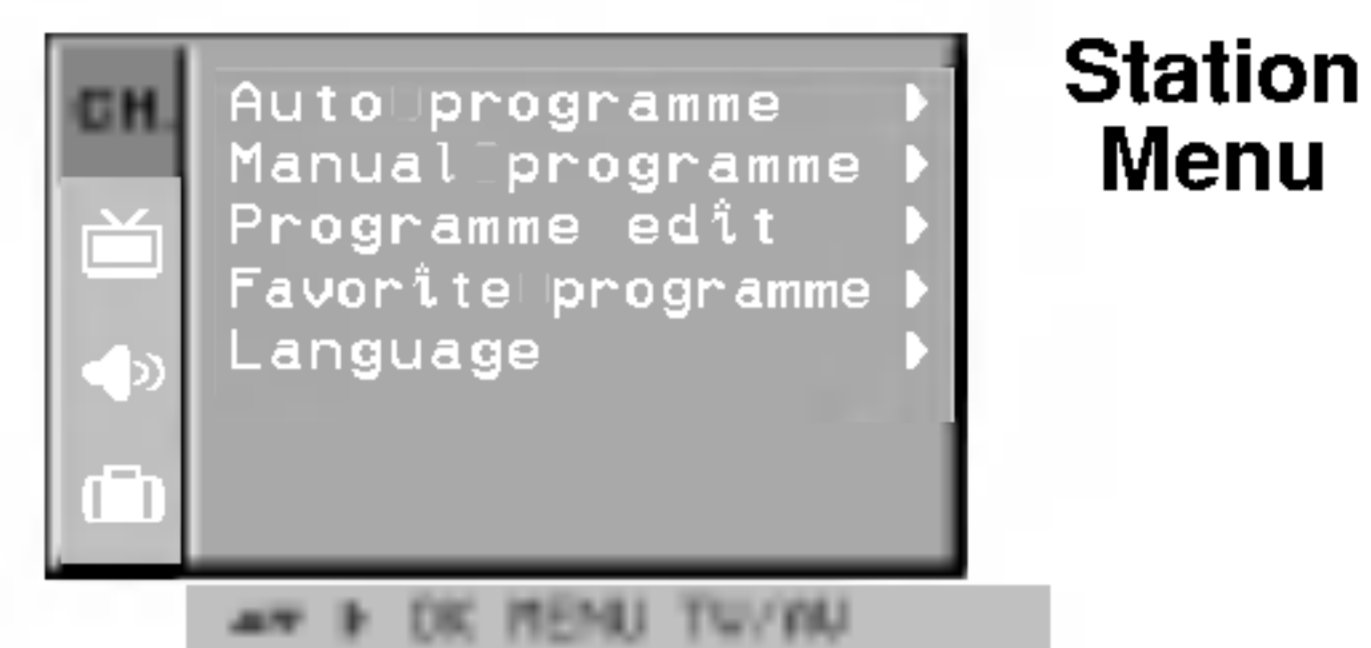 CH.
Auto programme
Manual programme
Programme edit
Favorite programme
Language
OK MENU TV/AV
Station
Menu